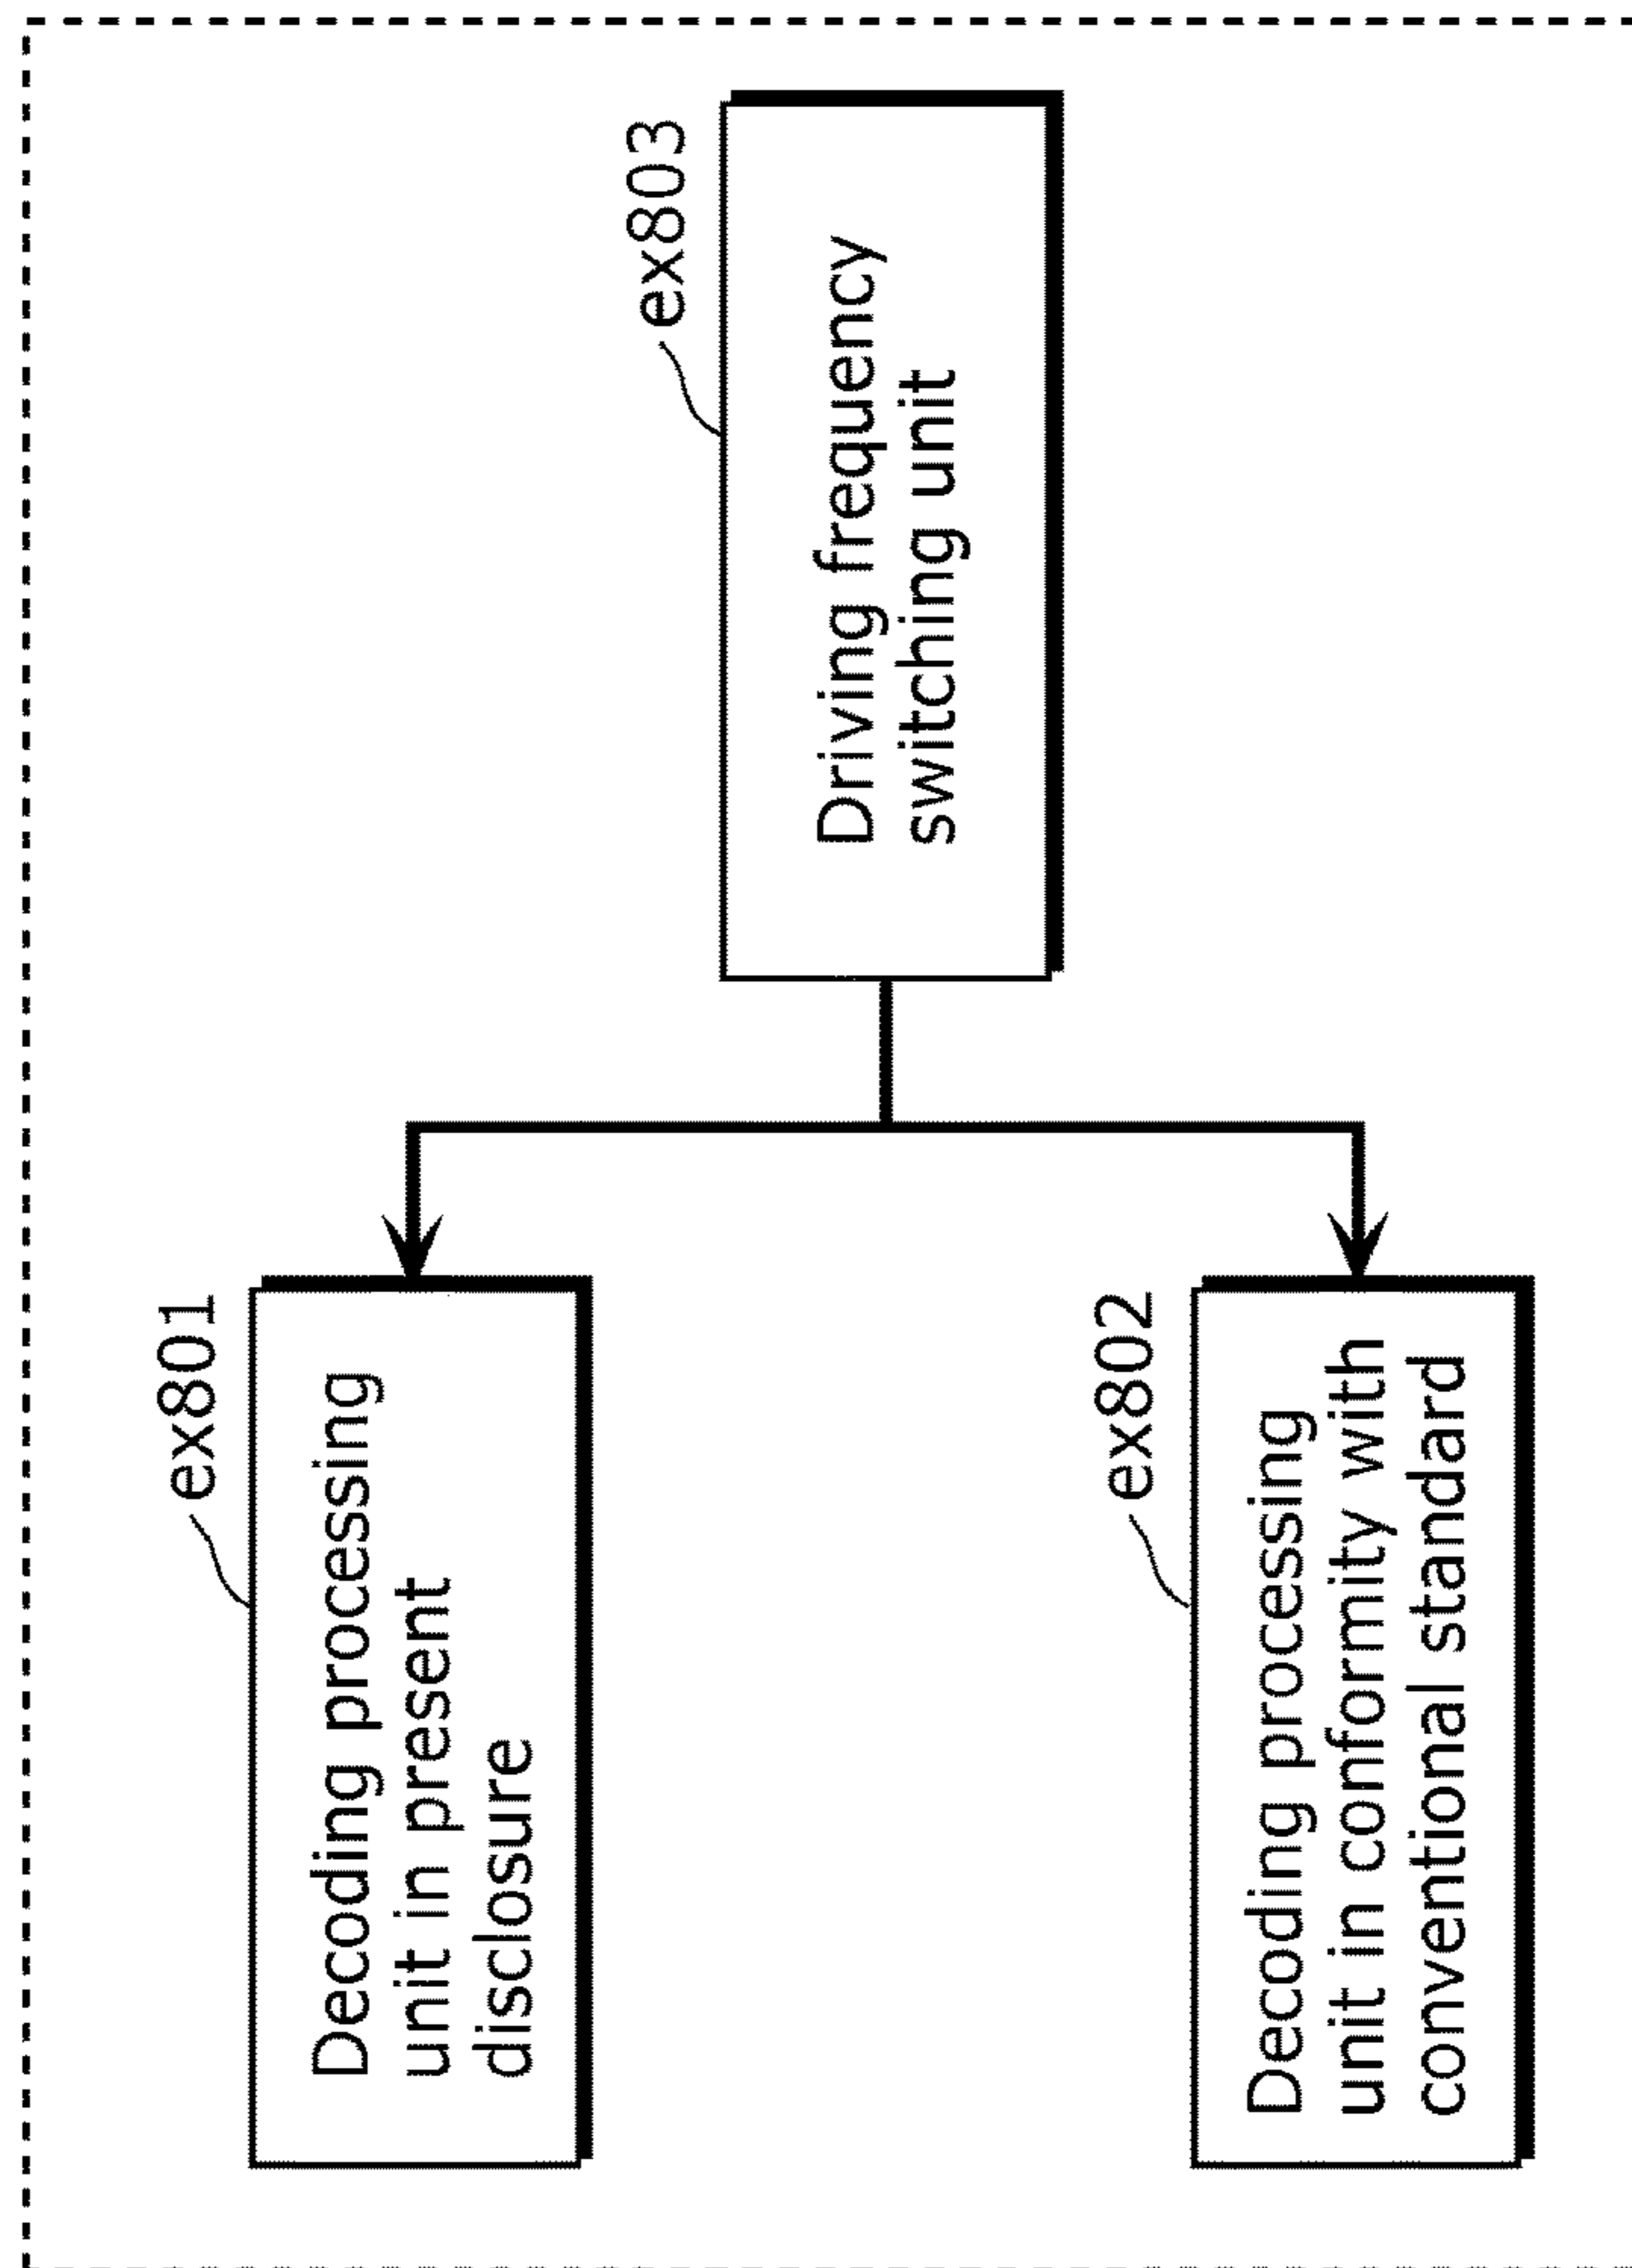 ex801
Decoding processing
unit in present
disclosure
ex803
Driving frequency
switching unit
ex802
Decoding processing
unit in conformity with
conventional standard